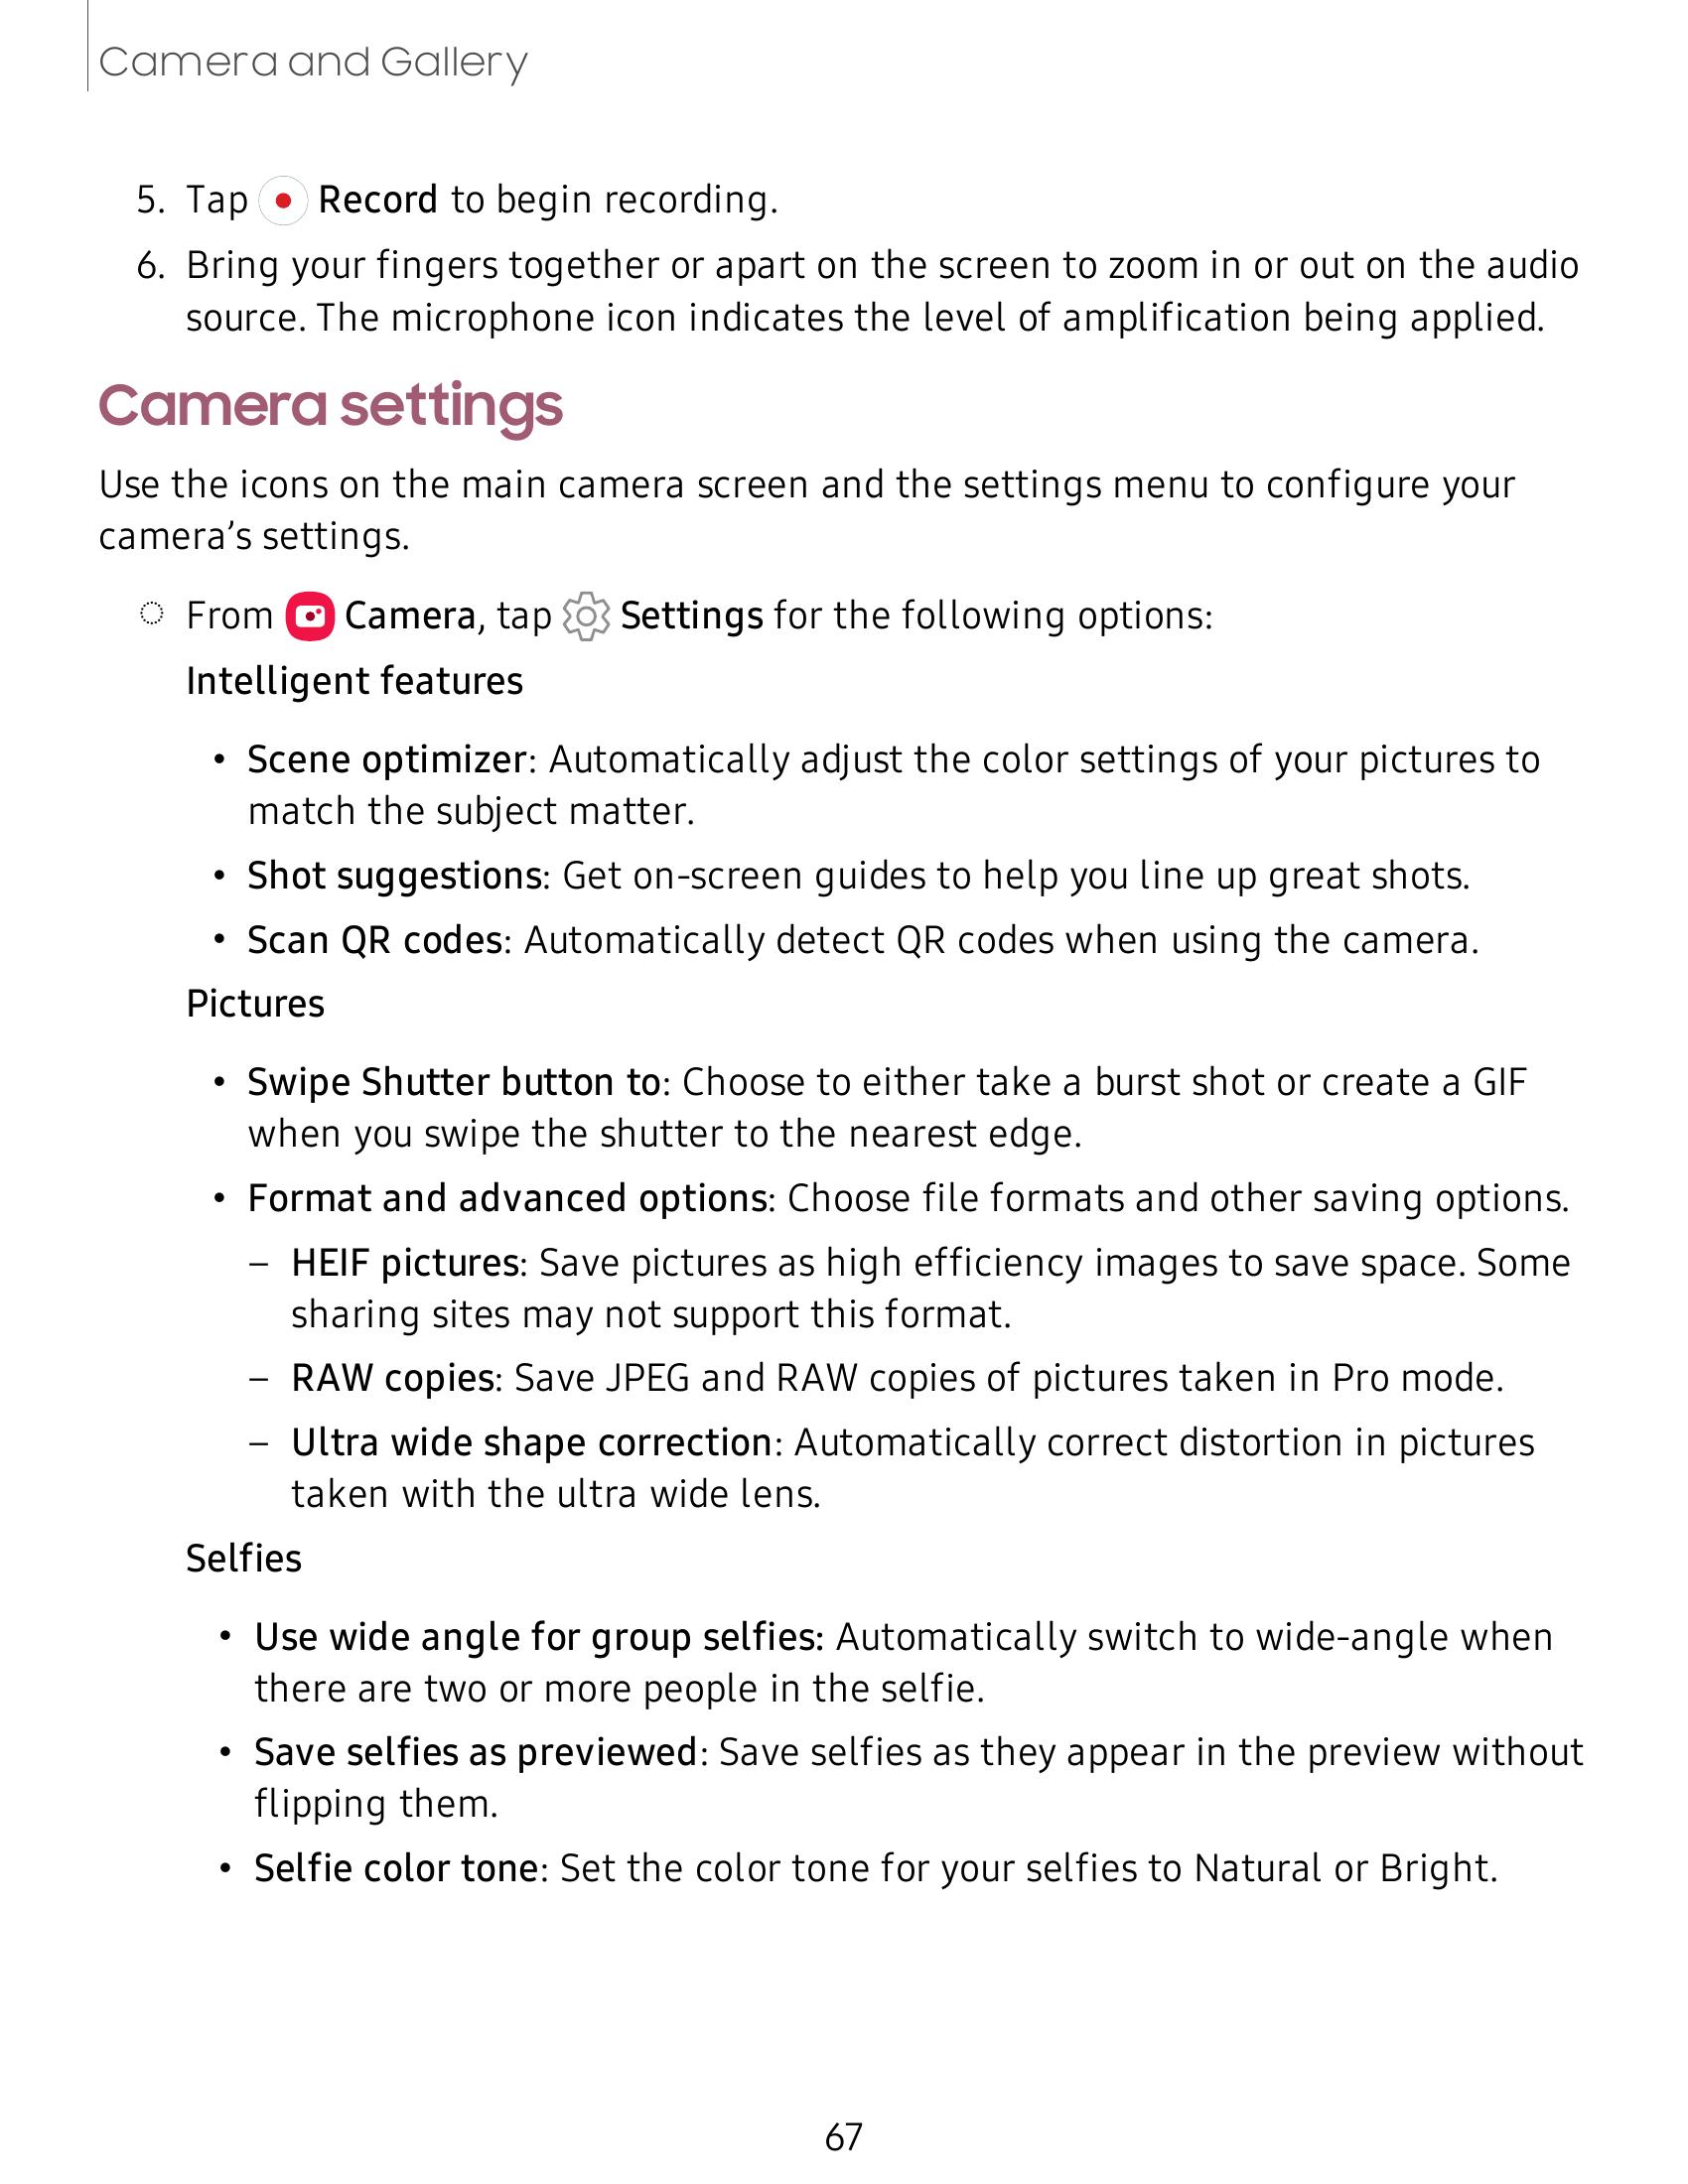 Camera and Gallery
5. Tap Record to begin recording.
6. Bring your fingers together or apart on the screen to zoom in or out on the audio
source. The microphone icon indicates the level of amplification being applied.
Camera settings
Use the icons on the main camera screen and the settings menu to configure your
camera’s settings.
From Camera, tap Settings for the following options:
Intelligent features
• Scene optimizer: Automatically adjust the color settings of your pictures to
match the subject matter.
• Shot suggestions: Get on-screen guides to help you line up great shots.
• Scan QR codes: Automatically detect QR codes when using the camera.
Pictures
• Swipe Shutter button to: Choose to either take a burst shot or create a GIF
when you swipe the shutter to the nearest edge.
• Format and advanced options: Choose file formats and other saving options.
– HEIF pictures: Save pictures as high efficiency images to save space. Some
sharing sites may not support this format.
– RAW copies: Save JPEG and RAW copies of pictures taken in Pro mode.
– Ultra wide shape correction: Automatically correct distortion in pictures
taken with the ultra wide lens.
Selfies
• Use wide angle for group selfies: Automatically switch to wide-angle when
there are two or more people in the selfie.
• Save selfies as previewed: Save selfies as they appear in the preview without
flipping them.
• Selfie color tone: Set the color tone for your selfies to Natural or Bright.
67